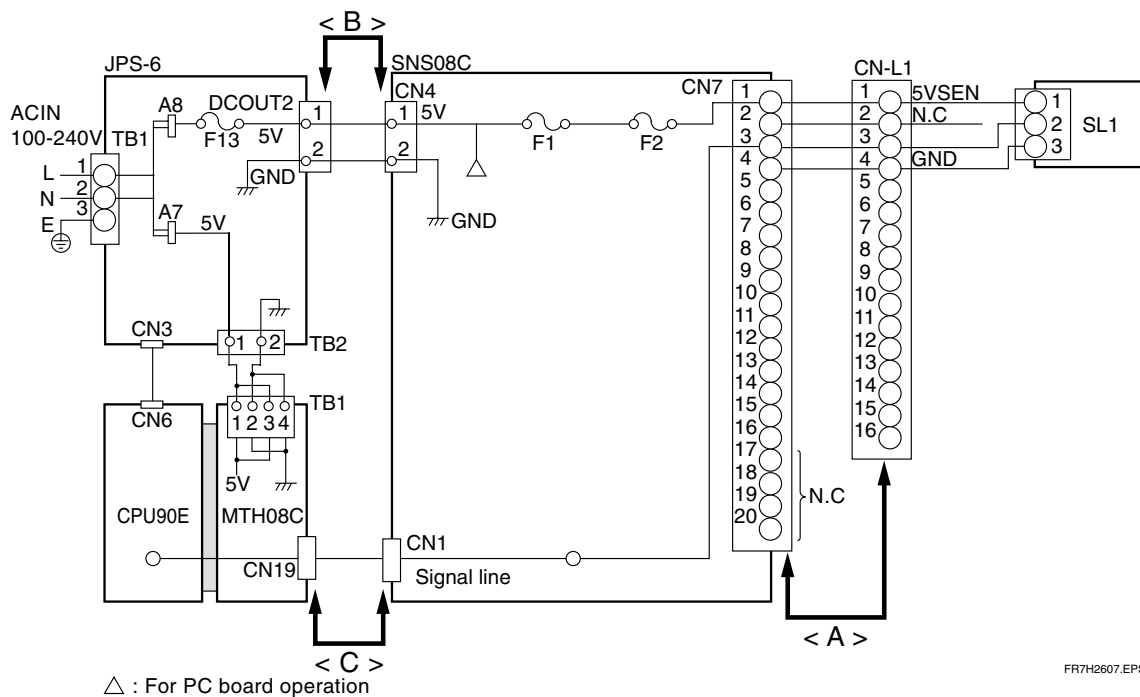 < B >
JPS-6
SNS08C
CN7
CN-L1
ACIN
100-240V
TB1
A8
F13
DCOUT2
5V
1
2
GND
CN4
1
5V
2
GND
F1
F2
L
N
E
1
2
3
A7
5V
1
2
3
4
5
6
7
8
9
10
11
12
13
14
15
16
17
18
19
20
N.C
1
2
3
4
5
6
7
8
9
10
11
12
13
14
15
16
5VSEN
N.C
GND
1
2
3
SL1
CN3
1
2
TB2
CN6
TB1
1 2 3 4
5V
CPU90E
MTH08C
CN19
CN1
Signal line
< C >
< A >
△ : For PC board operation
FR7H2607.EPS